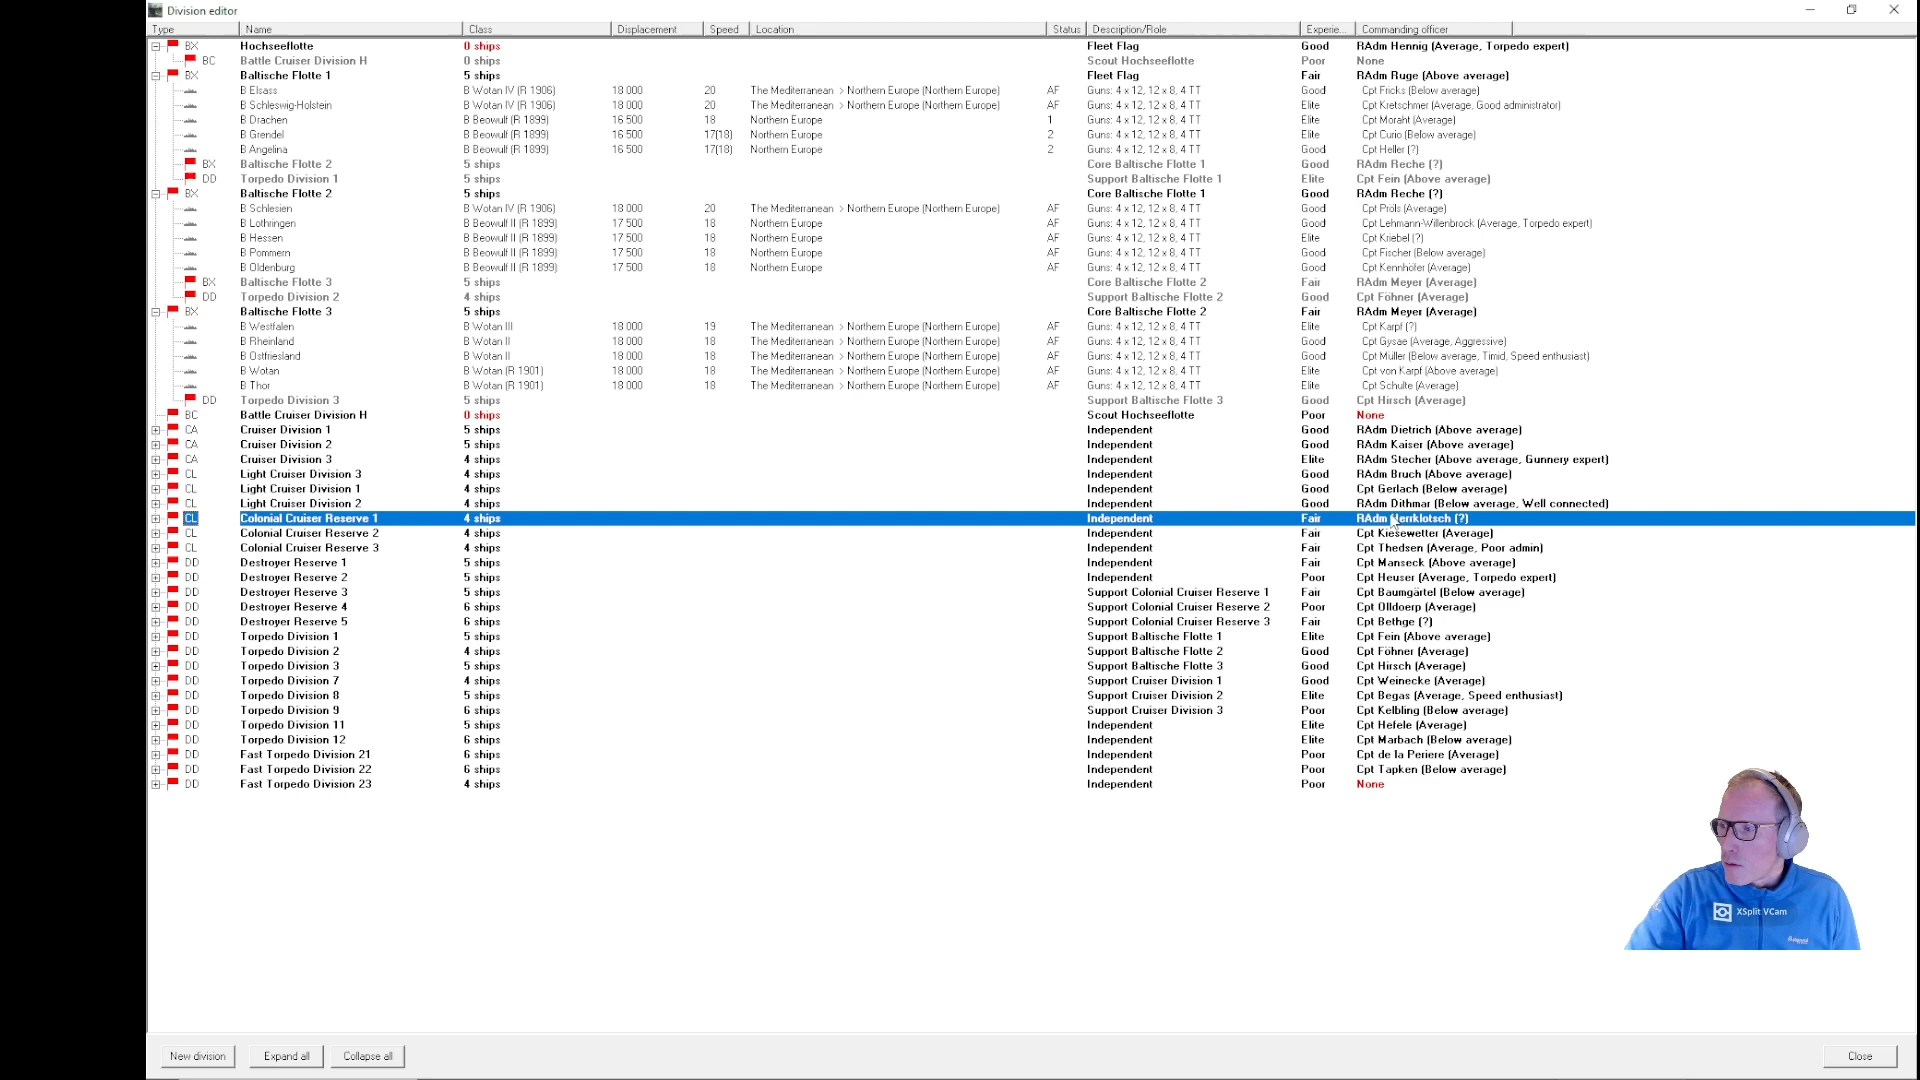 Division editor
Type Name Class Displacement Speed Location Status Description/Role Experie... Commanding officer
BX Hochseeflotte 0 ships Fleet Flag Good RAdm Hennig (Average, Torpedo expert)
BC Battle Cruiser Division H 0 ships Scout Hochseeflotte Poor None
BX Baltische Flotte 1 5 ships Fleet Flag Fair RAdm Ruge (Above average)
B Elsass B Wotan IV (R 1906) 18 000 20 The Mediterranean > Northern Europe (Northern Europe) AF Guns: 4 x 12, 12 x 8, 4 TT Good Cpt Fricks (Below average)
B Schleswig-Holstein B Wotan IV (R 1906) 18 000 20 The Mediterranean > Northern Europe (Northern Europe) AF Guns: 4 x 12, 12 x 8, 4 TT Elite Cpt Kretschmer (Average, Good administrator)
B Drachen B Beowulf (R 1899) 16 500 18 Northern Europe 1 Guns: 4 x 12, 12 x 8, 4 TT Elite Cpt Moraht (Average)
B Grendel B Beowulf (R 1899) 16 500 17(18) Northern Europe 2 Guns: 4 x 12, 12 x 8, 4 TT Elite Cpt Curio (Below average)
B Angelina B Beowulf (R 1899) 16 500 17(18) Northern Europe 2 Guns: 4 x 12, 12 x 8, 4 TT Good Cpt Heller (?)
BX Baltische Flotte 2 5 ships Core Baltische Flotte 1 Good RAdm Reche (?)
DD Torpedo Division 1 5 ships Support Baltische Flotte 1 Elite Cpt Fein (Above average)
BX Baltische Flotte 2 5 ships Core Baltische Flotte 1 Good RAdm Reche (?)
B Schlesien B Wotan IV (R 1906) 18 000 20 The Mediterranean > Northern Europe (Northern Europe) AF Guns: 4 x 12, 12 x 8, 4 TT Good Cpt Pröls (Average)
B Lothringen B Beowulf II (R 1899) 17 500 18 Northern Europe AF Guns: 4 x 12, 12 x 8, 4 TT Good Cpt Lehmann-Willenbrock (Average, Torpedo expert)
B Hessen B Beowulf II (R 1899) 17 500 18 Northern Europe AF Guns: 4 x 12, 12 x 8, 4 TT Elite Cpt Kriebel (?)
B Pommern B Beowulf II (R 1899) 17 500 18 Northern Europe AF Guns: 4 x 12, 12 x 8, 4 TT Good Cpt Fischer (Below average)
B Oldenburg B Beowulf II (R 1899) 17 500 18 Northern Europe AF Guns: 4 x 12, 12 x 8, 4 TT Good Cpt Kennhöfer (Average)
BX Baltische Flotte 3 5 ships Core Baltische Flotte 2 Fair RAdm Meyer (Average)
DD Torpedo Division 2 4 ships Support Baltische Flotte 2 Good Cpt Föhner (Average)
BX Baltische Flotte 3 5 ships Core Baltische Flotte 2 Fair RAdm Meyer (Average)
B Westfalen B Wotan III 18 000 19 The Mediterranean > Northern Europe (Northern Europe) AF Guns: 4 x 12, 12 x 8, 4 TT Elite Cpt Karpf (?)
B Rheinland B Wotan II 18 000 18 The Mediterranean > Northern Europe (Northern Europe) AF Guns: 4 x 12, 12 x 8, 4 TT Good Cpt Gysae (Average, Aggressive)
B Ostfriesland B Wotan II 18 000 18 The Mediterranean > Northern Europe (Northern Europe) AF Guns: 4 x 12, 12 x 8, 4 TT Good Cpt Müller (Below average, Timid, Speed enthusiast)
B Wotan B Wotan (R 1901) 18 000 18 The Mediterranean > Northern Europe (Northern Europe) AF Guns: 4 x 12, 12 x 8, 4 TT Elite Cpt von Karpf (Above average)
B Thor B Wotan (R 1901) 18 000 18 The Mediterranean > Northern Europe (Northern Europe) AF Guns: 4 x 12, 12 x 8, 4 TT Elite Cpt Schulte (Average)
DD Torpedo Division 3 5 ships Support Baltische Flotte 3 Good Cpt Hirsch (Average)
BC Battle Cruiser Division H 0 ships Scout Hochseeflotte Poor None
CA Cruiser Division 1 5 ships Independent Good RAdm Dietrich (Above average)
CA Cruiser Division 2 5 ships Independent Good RAdm Kaiser (Above average)
CA Cruiser Division 3 4 ships Independent Elite RAdm Stecher (Above average, Gunnery expert)
CL Light Cruiser Division 3 4 ships Independent Good RAdm Bruch (Above average)
CL Light Cruiser Division 1 4 ships Independent Good Cpt Gerlach (Below average)
CL Light Cruiser Division 2 4 ships Independent Good RAdm Dithmar (Below average, Well connected)
CL Colonial Cruiser Reserve 1 4 ships Independent Fair RAdm Herrklotsch (?)
CL Colonial Cruiser Reserve 2 4 ships Independent Fair Cpt Kiesewetter (Average)
CL Colonial Cruiser Reserve 3 4 ships Independent Fair Cpt Thedsen (Average, Poor admin)
DD Destroyer Reserve 1 5 ships Independent Fair Cpt Manseck (Above average)
DD Destroyer Reserve 2 5 ships Independent Poor Cpt Heuser (Average, Torpedo expert)
DD Destroyer Reserve 3 5 ships Support Colonial Cruiser Reserve 1 Fair Cpt Baumgärtel (Below average)
DD Destroyer Reserve 4 6 ships Support Colonial Cruiser Reserve 2 Poor Cpt Olldoerp (Average)
DD Destroyer Reserve 5 6 ships Support Colonial Cruiser Reserve 3 Fair Cpt Bethge (?)
DD Torpedo Division 1 5 ships Support Baltische Flotte 1 Elite Cpt Fein (Above average)
DD Torpedo Division 2 4 ships Support Baltische Flotte 2 Good Cpt Föhner (Average)
DD Torpedo Division 3 5 ships Support Baltische Flotte 3 Good Cpt Hirsch (Average)
DD Torpedo Division 7 4 ships Support Cruiser Division 1 Good Cpt Weinecke (Average)
DD Torpedo Division 8 5 ships Support Cruiser Division 2 Elite Cpt Begas (Average, Speed enthusiast)
DD Torpedo Division 9 6 ships Support Cruiser Division 3 Poor Cpt Kelbling (Below average)
DD Torpedo Division 11 5 ships Independent Elite Cpt Hefele (Average)
DD Torpedo Division 12 6 ships Independent Elite Cpt Marbach (Below average)
DD Fast Torpedo Division 21 6 ships Independent Poor Cpt de la Periere (Average)
DD Fast Torpedo Division 22 6 ships Independent Poor Cpt Tapken (Below average)
DD Fast Torpedo Division 23 4 ships Independent Poor None
XSplit VCam
New division Expand all Collapse all Close